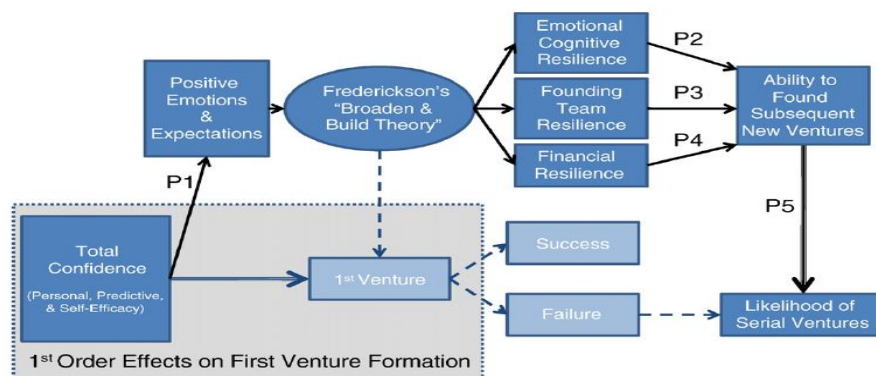 Emotional
Cognitive
Resilience
P2
Positive
Emotions
&
Expectations
Frederickson's
"Broaden &
Build Theory"
Founding
Team
Resilience
P3
Ability to
Found
Subsequent
New Ventures
Financial
Resilience
P4
P1
P5
Total
Confidence
(Personal, Predictive,
& Self-Efficacy)
1st Venture
Success
Failure
Likelihood of
Serial Ventures
1st Order Effects on First Venture Formation